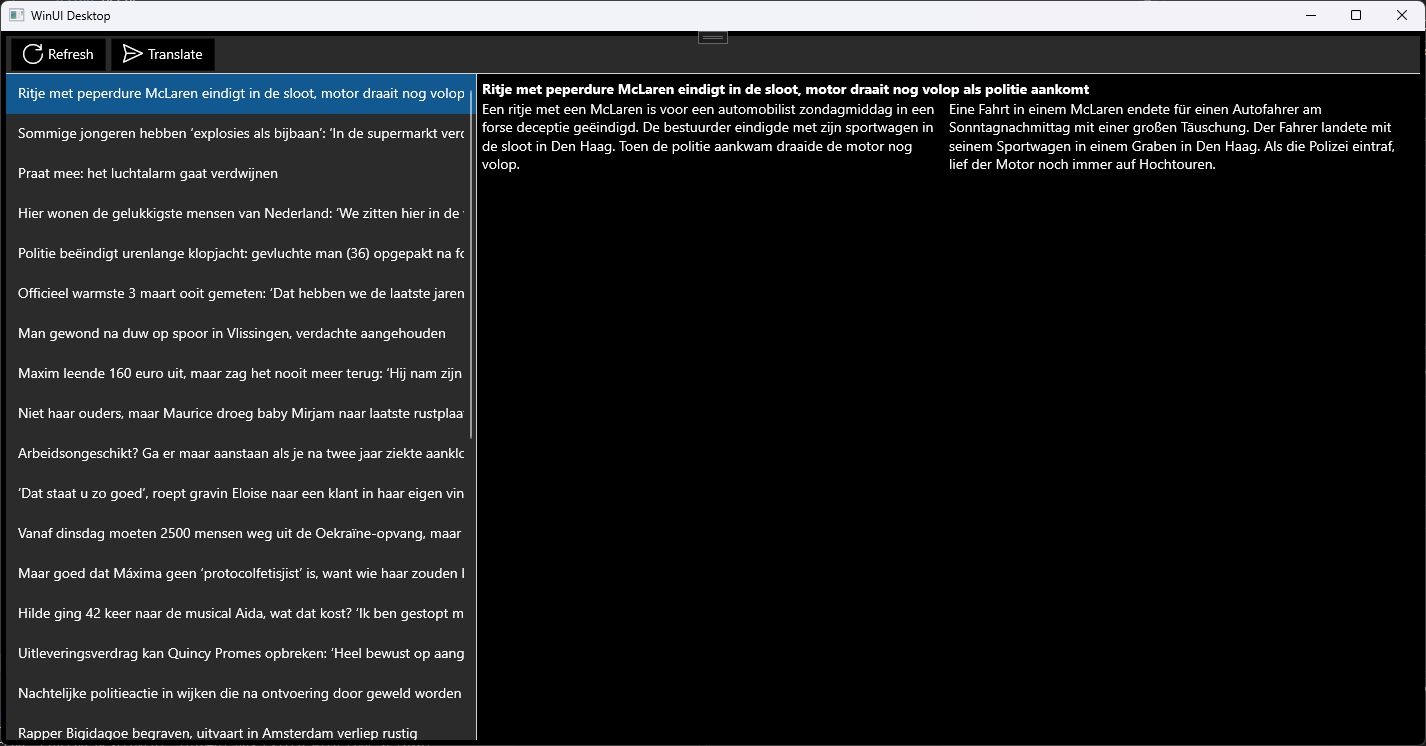 WinUI Desktop
Refresh
Translate
Ritje met peperdure McLaren eindigt in de sloot, motor draait nog volop
Sommige jongeren hebben ‘explosies als bijbaan’: ‘In de supermarkt
Praat mee: het luchtalarm gaat verdwijnen
Hier wonen de gelukkigste mensen van Nederland: ‘We zitten hier in de
Politie beëindigt urenlange klopjacht: gevluchte man (36) opgepakt na
Officieel warmste 3 maart ooit gemeten: ‘Dat hebben we de laatste jaren
Man gewond na duw op spoor in Vlissingen, verdachte aangehouden
Maxim leende 160 euro uit, maar zag het nooit meer terug: ‘Hij nam zijn
Niet haar ouders, maar Maurice droeg baby Mirjam naar laatste
Arbeidsongeschikt? Ga er maar aanstaan als je na twee jaar ziekte
‘Dat staat u zo goed’, roept gravin Eloise naar een klant in haar eigen vin
Vanaf dinsdag moeten 2500 mensen weg uit de Oekraïne-opvang, maar
Maar goed dat Máxima geen ‘protocolfetisjist’ is, want wie haar zouden
Hilde ging 42 keer naar de musical Aida, wat dat kost? ‘Ik ben gestopt m
Uitleveringsverdrag kan Quincy Promes opbreken: ‘Heel bewust op aang
Nachtelijke politieactie in wijken die na ontvoering door geweld worden
Rapper Bigidagoe begraven, uitvaart in Amsterdam verliep rustig
Ritje met peperdure McLaren eindigt in de sloot, motor draait nog volop als politie aankomt
Een ritje met een McLaren is voor een automobilist zondagmiddag in een
forse deceptie geëindigd. De bestuurder eindigde met zijn sportwagen in
de sloot in Den Haag. Toen de politie aankwam draaide de motor nog
volop.
Eine Fahrt in einem McLaren endete für einen Autofahrer am
Sonntagnachmittag mit einer großen Täuschung. Der Fahrer landete mit
seinem Sportwagen in einem Graben in Den Haag. Als die Polizei eintraf,
lief der Motor noch immer auf Hochtouren.